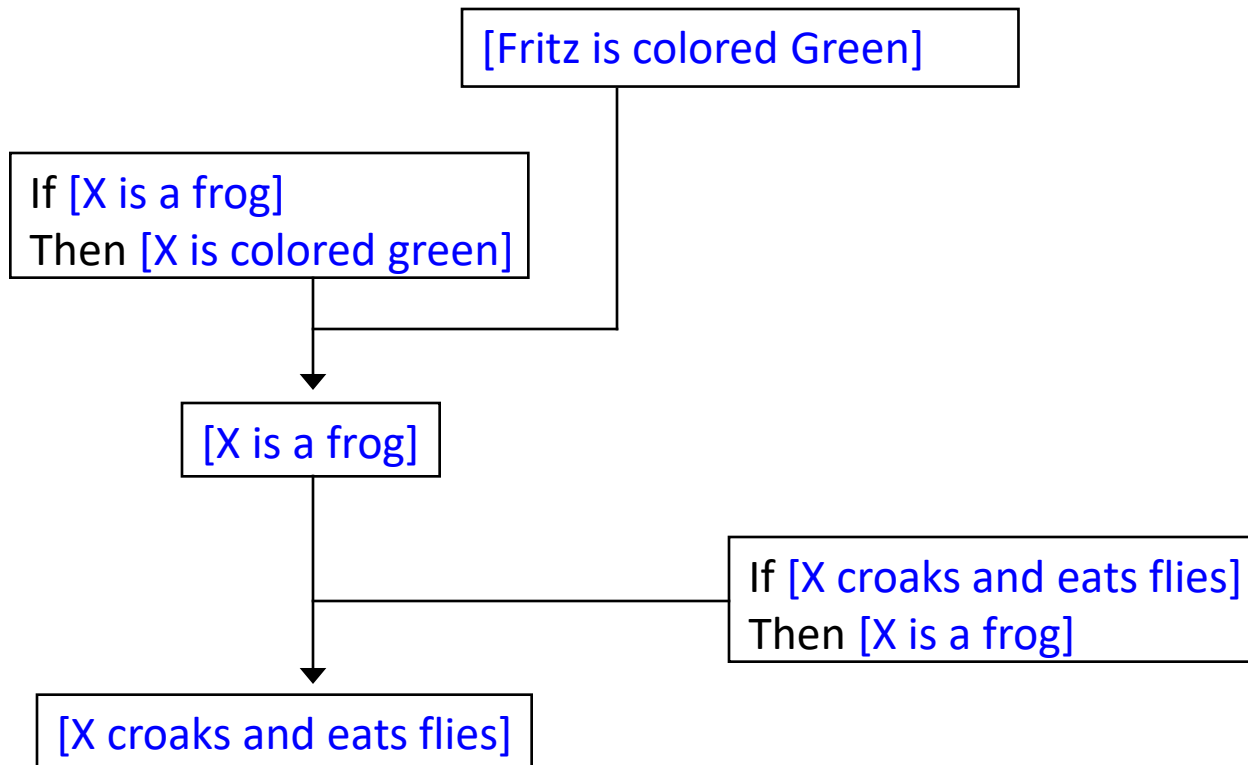 [Fritz is colored Green]
If [X is a frog]
Then [X is colored green]
[X is a frog]
If [X croaks and eats flies]
Then [X is a frog]
[X croaks and eats flies]